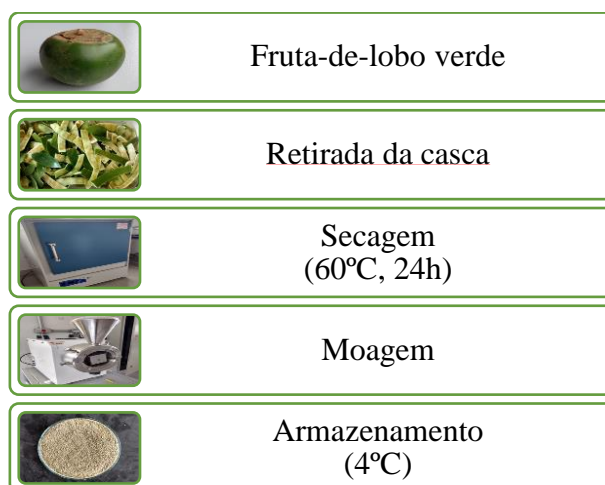 Fruta-de-lobo verde
Retirada da casca
Secagem
(60ºC, 24h)
Moagem
Armazenamento
(4ºC)